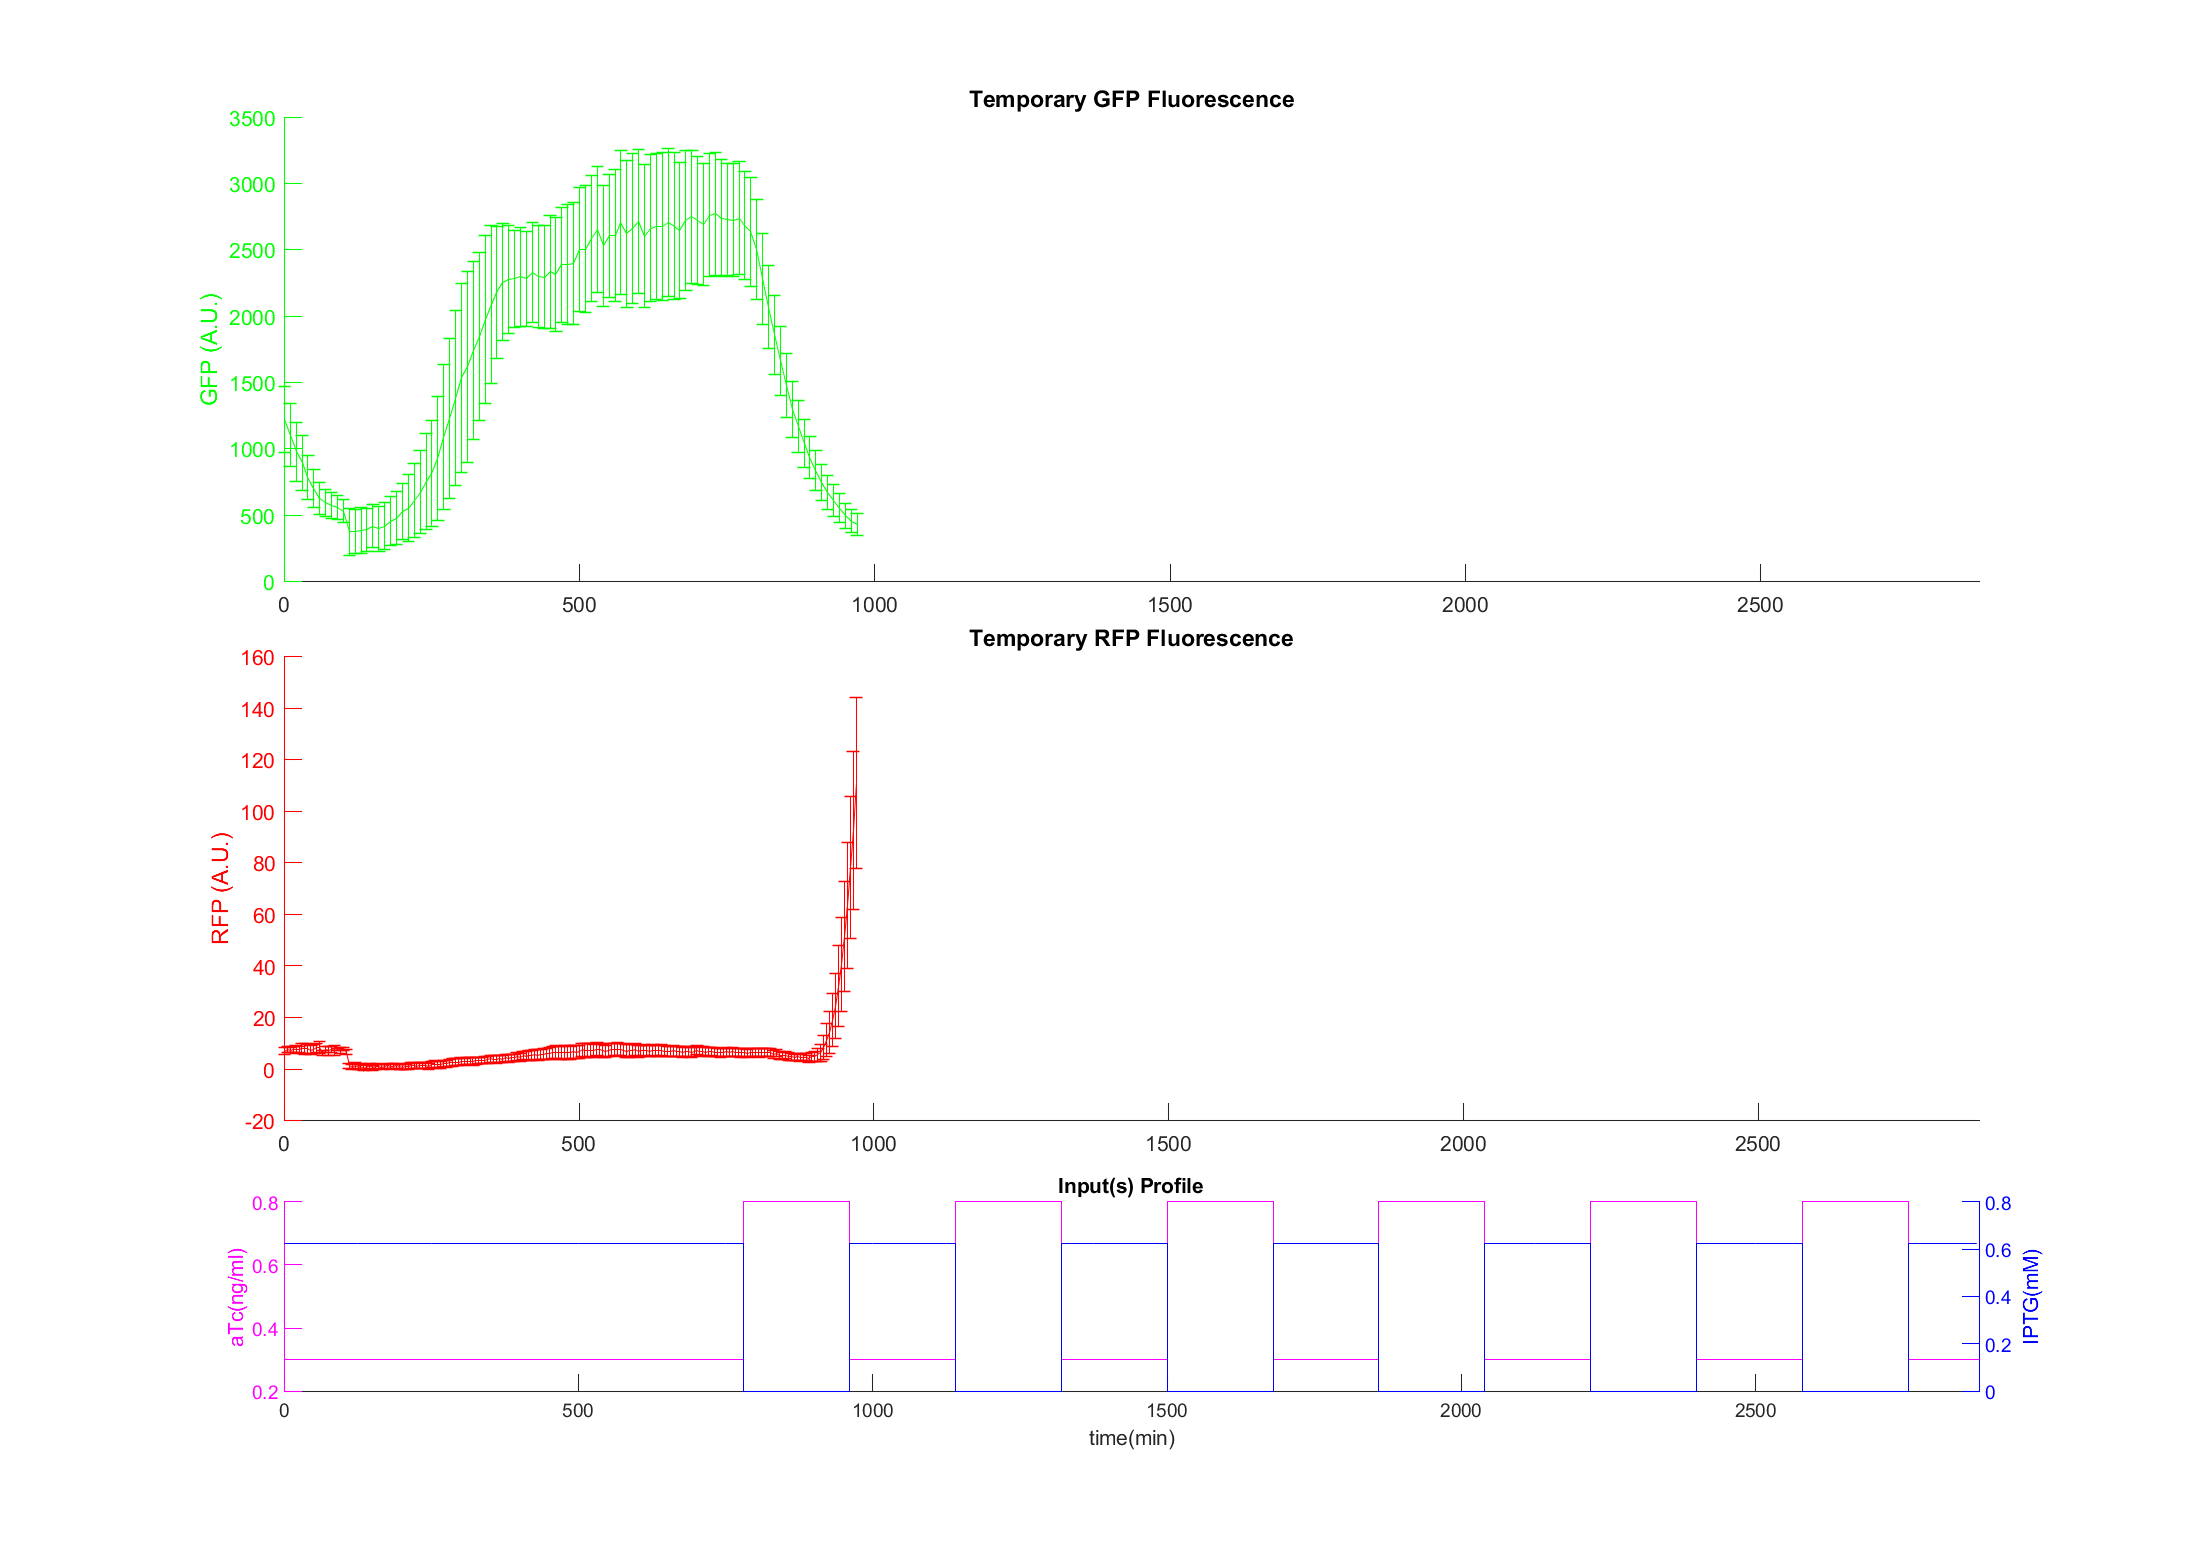 Temporary GFP Fluorescence
3500
3000
2500
2000
1500
1000
500
0
GFP (A.U.)
0 500 1000 1500 2000 2500
Temporary RFP Fluorescence
160
140
120
100
80
60
40
20
0
-20
RFP (A.U.)
0 500 1000 1500 2000 2500
Input(s) Profile
0.8
0.6
0.4
0.2
aTc(ng/ml)
0.8
0.6
0.4
0.2
0
IPTG(mM)
0 500 1000 1500 2000 2500
time(min)